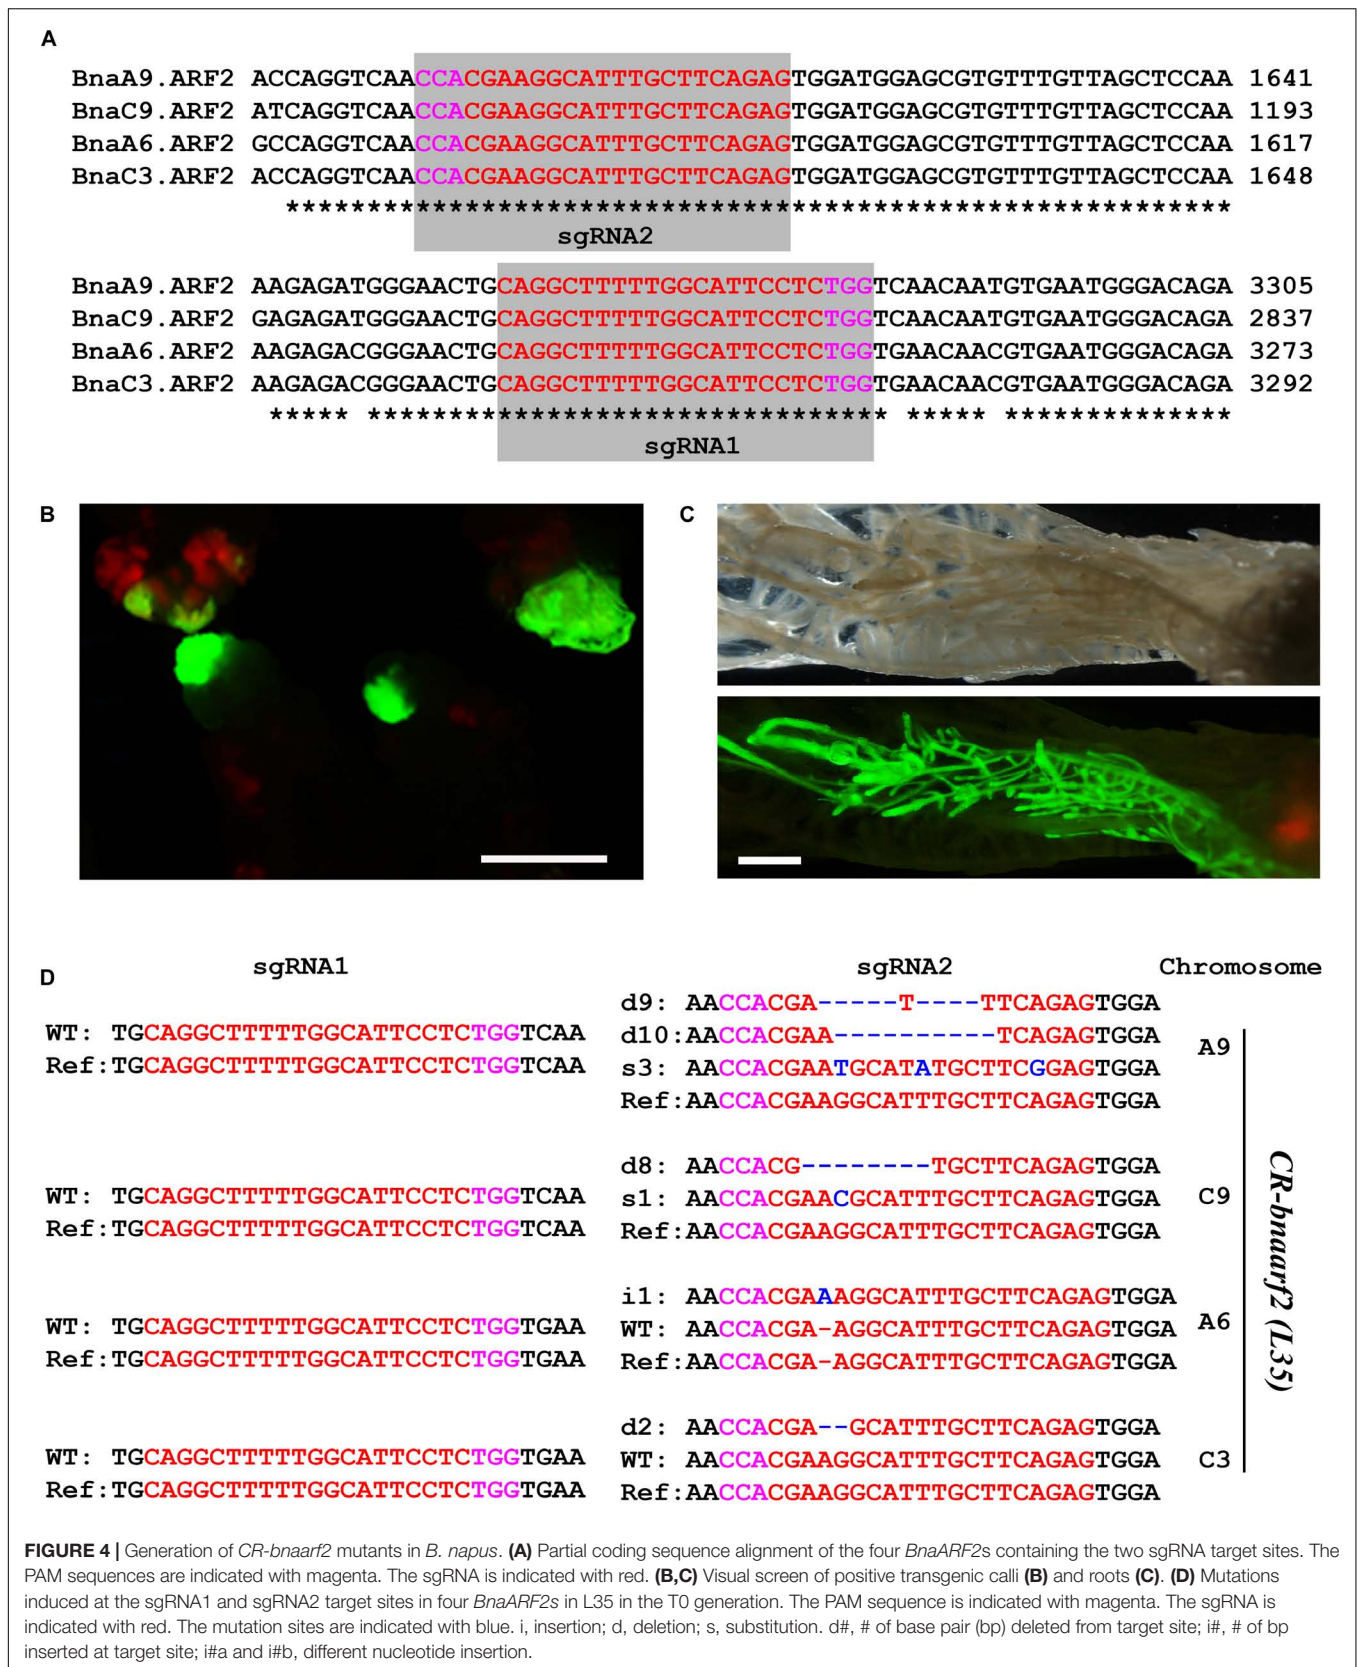 A
BnaA9.ARF2 ACCAGGTCAACCACGAAGGCATTTGCTTCAGAGTGGATGGAGCGTGTTTGTTAGCTCCAA 1641
BnaC9.ARF2 ATCAGGTCAACCACGAAGGCATTTGCTTCAGAGTGGATGGAGCGTGTTTGTTAGCTCCAA 1193
BnaA6.ARF2 GCCAGGTCAACCACGAAGGCATTTGCTTCAGAGTGGATGGAGCGTGTTTGTTAGCTCCAA 1617
BnaC3.ARF2 ACCAGGTCAACCACGAAGGCATTTGCTTCAGAGTGGATGGAGCGTGTTTGTTAGCTCCAA 1648
**********************************************************
sgRNA2
BnaA9.ARF2 AAGAGATGGGAACTGCAGGCTTTTTGGCATTCCTCTGGTCAACAATGTGAATGGGACAGA 3305
BnaC9.ARF2 GAGAGATGGGAACTGCAGGCTTTTTGGCATTCCTCTGGTCAACAATGTGAATGGGACAGA 2837
BnaA6.ARF2 AAGAGACGGGAACTGCAGGCTTTTTGGCATTCCTCTGGTGAACAACGTGAATGGGACAGA 3273
BnaC3.ARF2 AAGAGACGGGAACTGCAGGCTTTTTGGCATTCCTCTGGTGAACAACGTGAATGGGACAGA 3292
***** ******************************** ***** **************
sgRNA1
B
C
D
sgRNA1 sgRNA2 Chromosome
d9: AACCACGA-----T----TTCAGAGTGGA
WT: TGCAGGCTTTTTGGCATTCCTCTGGTCAA d10:AACCACGAA----------TCAGAGTGGA A9
Ref:TGCAGGCTTTTTGGCATTCCTCTGGTCAA s3: AACCACGAATGCATATGCTTCGGAGTGGA
Ref:AACCACGAAGGCATTTGCTTCAGAGTGGA
d8: AACCACG--------TGCTTCAGAGTGGA
WT: TGCAGGCTTTTTGGCATTCCTCTGGTCAA s1: AACCACGAACGCATTTGCTTCAGAGTGGA C9
Ref:TGCAGGCTTTTTGGCATTCCTCTGGTCAA Ref:AACCACGAAGGCATTTGCTTCAGAGTGGA
i1: AACCACGAAAGGCATTTGCTTCAGAGTGGA
WT: TGCAGGCTTTTTGGCATTCCTCTGGTGAA WT: AACCACGA-AGGCATTTGCTTCAGAGTGGA A6
Ref:TGCAGGCTTTTTGGCATTCCTCTGGTGAA Ref:AACCACGA-AGGCATTTGCTTCAGAGTGGA
d2: AACCACGA--GCATTTGCTTCAGAGTGGA
WT: TGCAGGCTTTTTGGCATTCCTCTGGTGAA WT: AACCACGAAGGCATTTGCTTCAGAGTGGA C3
Ref:TGCAGGCTTTTTGGCATTCCTCTGGTGAA Ref:AACCACGAAGGCATTTGCTTCAGAGTGGA
CR-bnaarf2 (L35)
FIGURE 4 | Generation of CR-bnaarf2 mutants in B. napus. (A) Partial coding sequence alignment of the four BnaARF2s containing the two sgRNA target sites. The
PAM sequences are indicated with magenta. The sgRNA is indicated with red. (B,C) Visual screen of positive transgenic calli (B) and roots (C). (D) Mutations
induced at the sgRNA1 and sgRNA2 target sites in four BnaARF2s in L35 in the T0 generation. The PAM sequence is indicated with magenta. The sgRNA is
indicated with red. The mutation sites are indicated with blue. i, insertion; d, deletion; s, substitution. d#, # of base pair (bp) deleted from target site; i#, # of bp
inserted at target site; i#a and i#b, different nucleotide insertion.